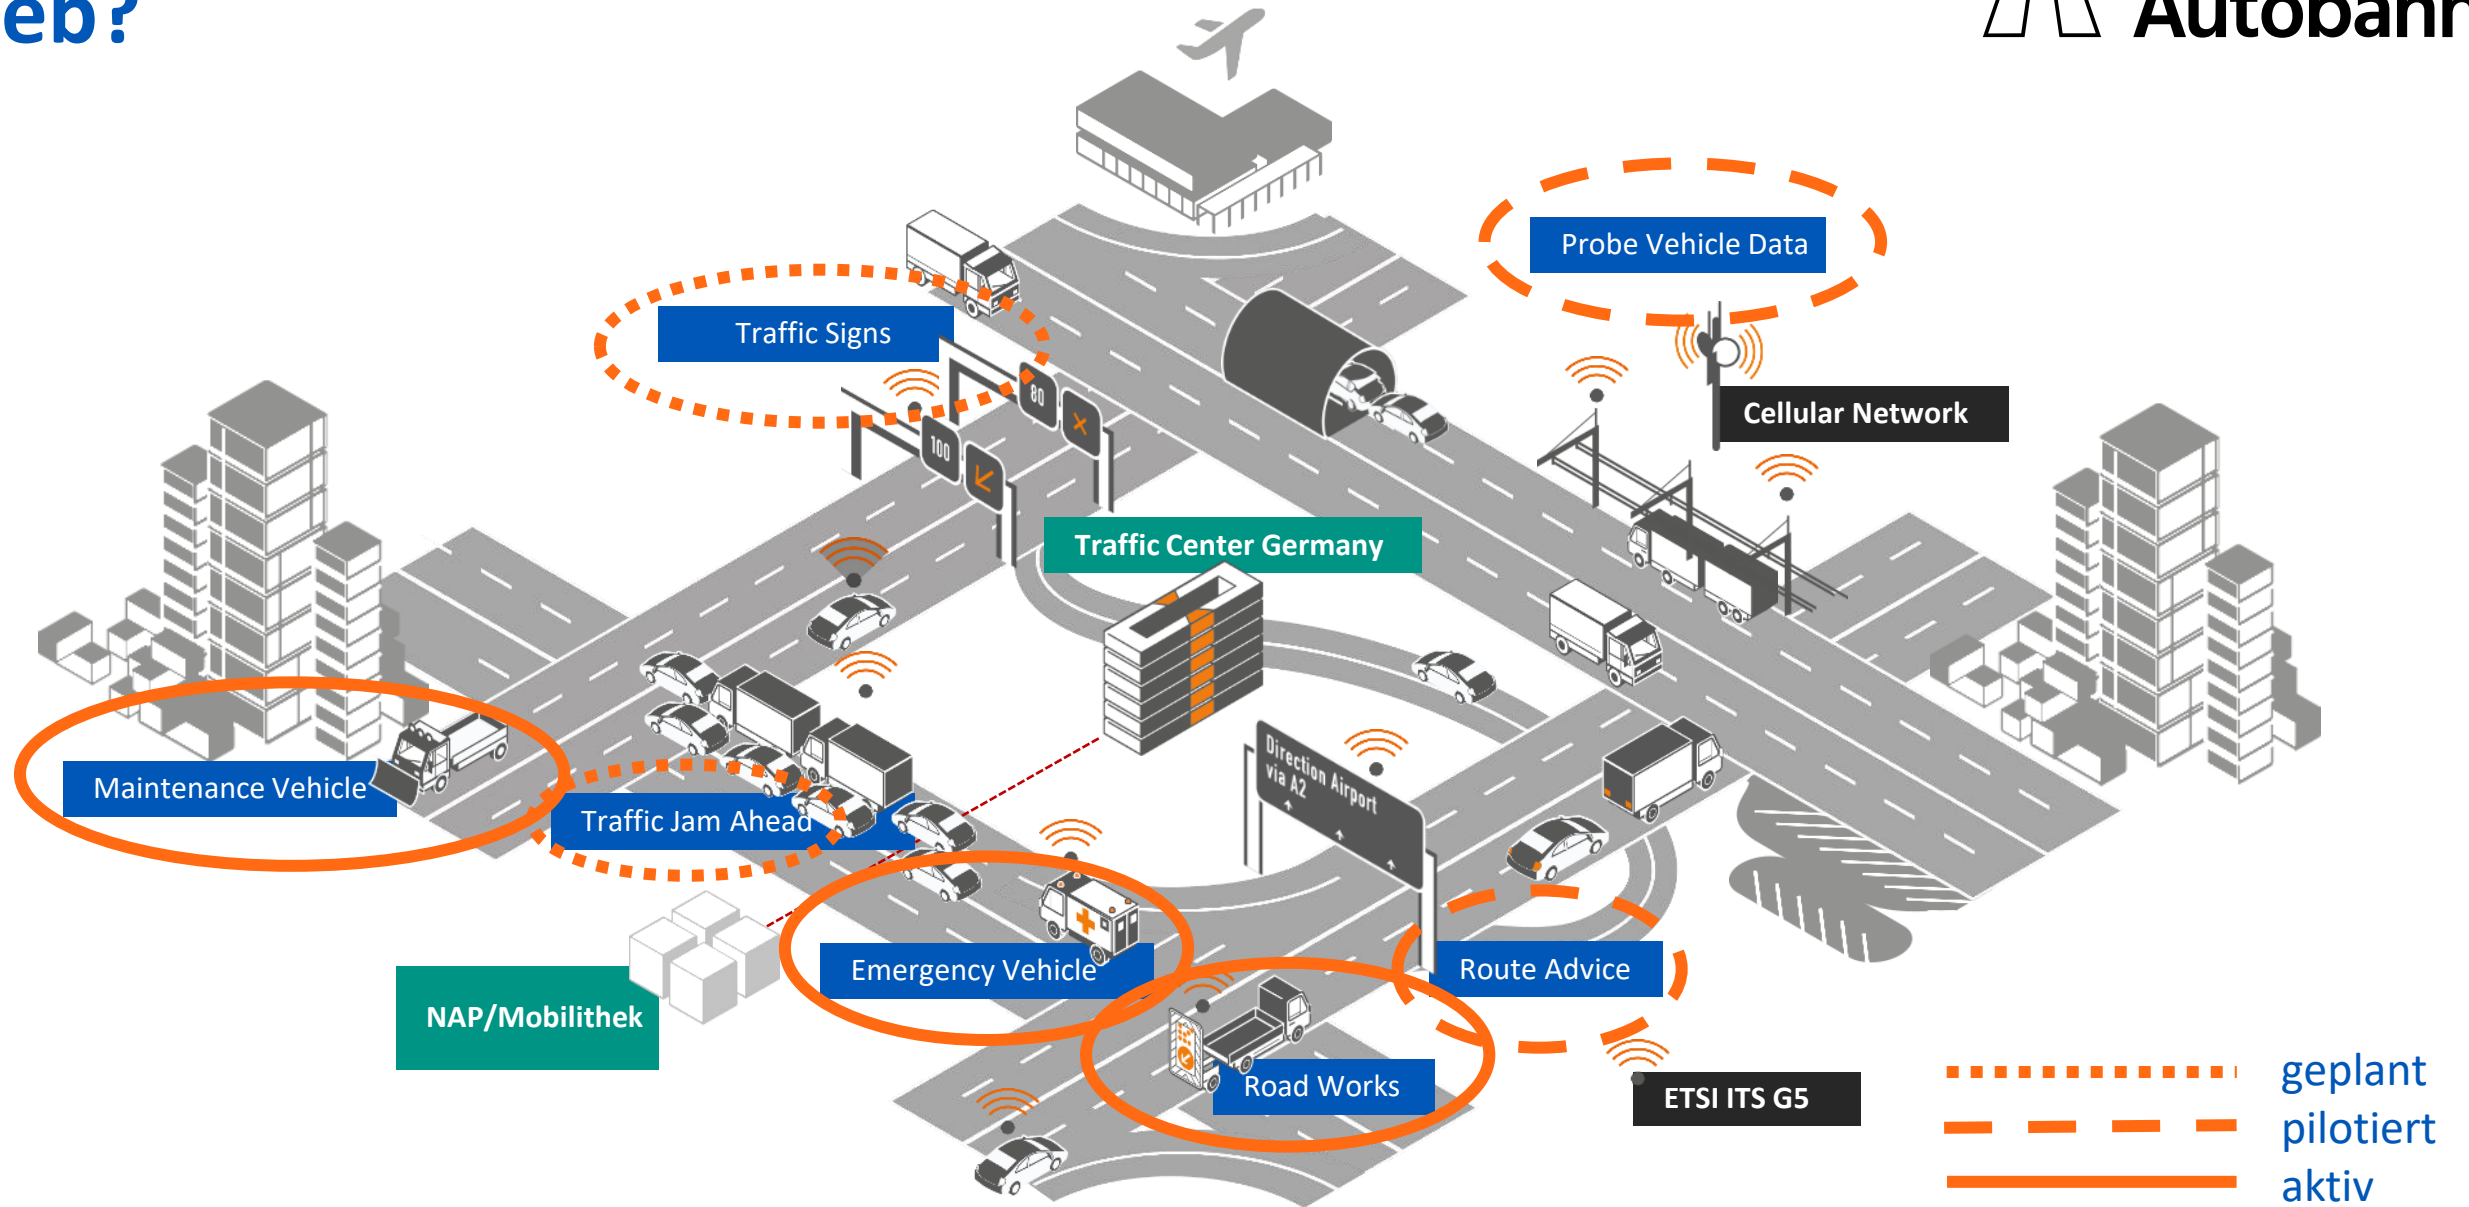 eb?
Autobahn
Probe Vehicle Data
Traffic Signs
80
Cellular Network
100
Traffic Center Germany
Direction Airport
via A2
Maintenance Vehicle
Traffic Jam Ahead
Emergency Vehicle
Route Advice
NAP/Mobilithek
Road Works
ETSI ITS G5
geplant
pilotiert
aktiv